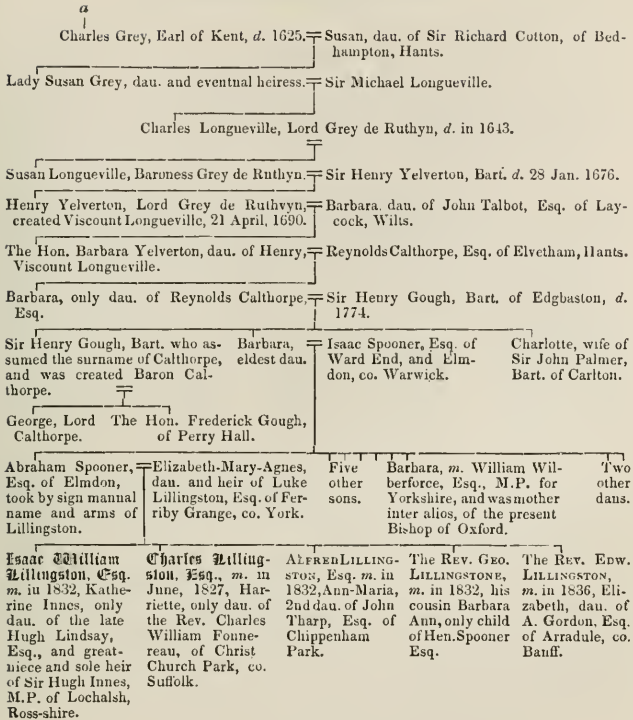 a
Charles Grey, Earl of Kent, d. 1625. Susan, dau. of Sir Richard Cotton, of Bed-
hampton, Hants.
Lady Susan Grey, dau. and eventual heiress. Sir Michael Longueville.
Charles Longueville, Lord Grey de Ruthyn, d. in 1643.
Susan Longueville, Baroness Grey de Ruthyn. Sir Henry Yelverton, Bart. d. 28 Jan. 1676.
Henry Yelverton, Lord Grey de Ruthvyn, Barbara, dau. of John Talbot, Esq. of Lay-
created Viscount Longueville, 21 April, 1690. cock, Wilts.
The Hon. Barbara Yelverton, dau. of Henry, Reynolds Calthorpe, Esq. of Elvetham, Hants.
Viscount Longueville.
Barbara, only dau. of Reynolds Calthorpe, Sir Henry Gough, Bart. of Edgbaston, d.
Esq. 1774.
Sir Henry Gough, Bart. who as-
sumed the surname of Calthorpe,
and was created Baron Cal-
thorpe.
Barbara,
eldest dau.
Isaac Spooner, Esq. of
Ward End, and Elm-
don, co. Warwick.
Charlotte, wife of
Sir John Palmer,
Bart. of Carlton.
George, Lord
Calthorpe.
The Hon. Frederick Gough,
of Perry Hall.
Abraham Spooner,
Esq. of Elmdon,
took by sign manual
name and arms of
Lillingston.
Elizabeth-Mary-Agnes,
dau. and heir of Luke
Lillingston, Esq. of Fer-
riby Grange, co. York.
Five
other
sons.
Barbara, m. William Wil-
berforce, Esq., M.P. for
Yorkshire, and was mother
inter alios, of the present
Bishop of Oxford.
Two
other
daus.
Isaac William
Lillingston, Esq.
m. in 1832, Kathe-
rine Innes, only
dau. of the late
Hugh Lindsay,
Esq., and great-
niece and sole heir
of Sir Hugh Innes,
M.P. of Lochalsh,
Ross-shire.
Charles Lilling-
ston, Esq., m. in
June, 1827, Har-
riette, only dau. of
the Rev. Charles
William Fonne-
reau, of Christ
Church Park, co.
Suffolk.
ALFRED LILLING-
STON, Esq. m. in
1832, Ann-Maria,
2nd dau. of John
Tharp, Esq. of
Chippenham
Park.
The REV. GEO.
LILLINGSTONE,
m. in 1832, his
cousin Barbara
Ann, only child
of Hen. Spooner
Esq.
The REV. EDW.
LILLINGSTON,
m. in 1836, Eli-
zabeth, dau. of
A. Gordon, Esq.
of Arradule, co.
Banff.